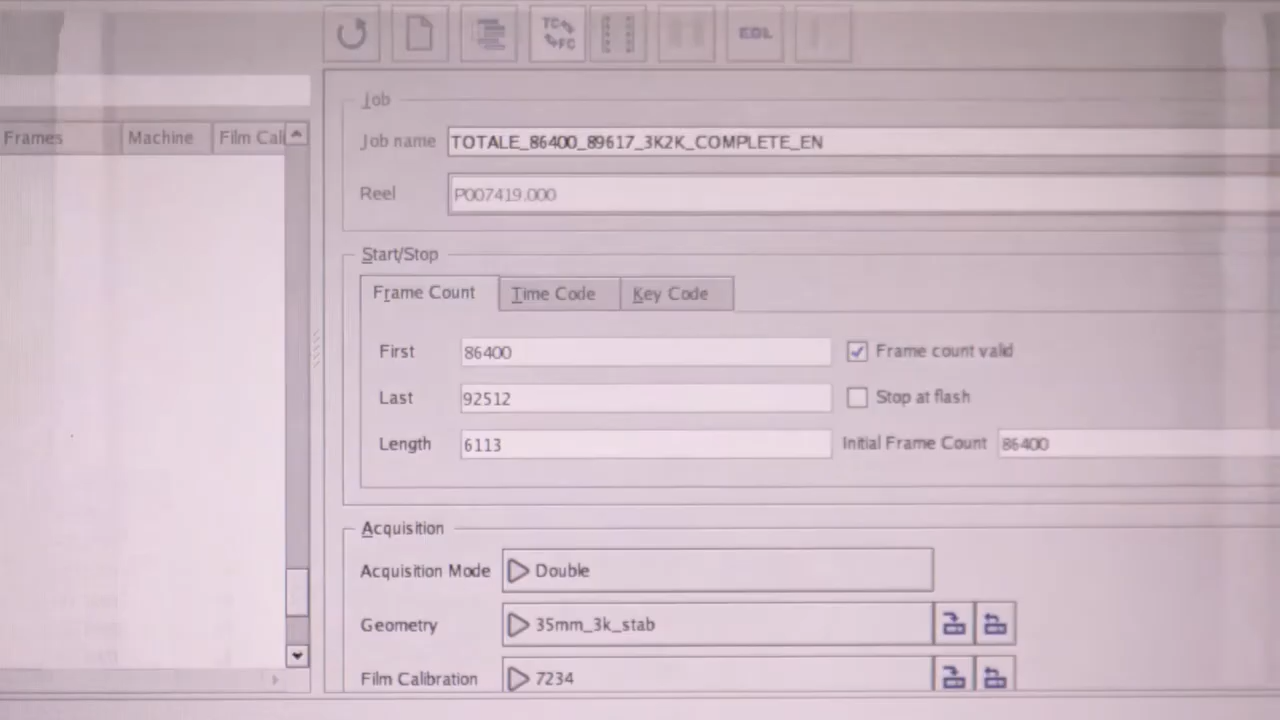 TC
FC
EDL
Frames Machine Film Cali
Job
Job name TOTALE_86400_89617_3K2K_COMPLETE_EN
Reel P007419.000
Start/Stop
Frame Count Time Code Key Code
First 86400 Frame count valid
Last 92512 Stop at flash
Length 6113 Initial Frame Count 86400
Acquisition
Acquisition Mode Double
Geometry 35mm_3k_stab
Film Calibration 7234